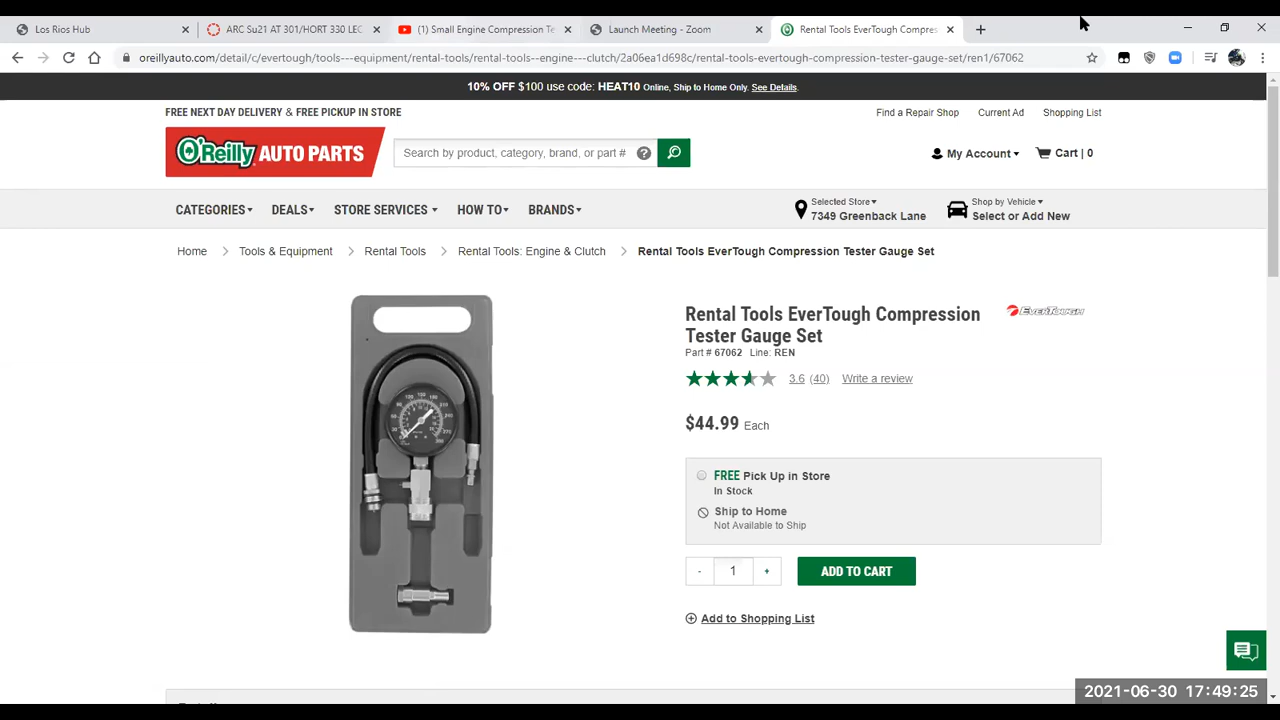 Los Rios Hub
ARC Su21 AT 301/HORT 330 LEC
(1) Small Engine Compression Te
Launch Meeting - Zoom
Rental Tools EverTough Compres
oreillyauto.com/detail/c/evertough/tools---equipment/rental-tools/rental-tools--engine---clutch/2a06ea1d698c/rental-tools-evertough-compression-tester-gauge-set/ren1/67062
10% OFF $100 use code: HEAT10 Online, Ship to Home Only. See Details.
FREE NEXT DAY DELIVERY & FREE PICKUP IN STORE
Find a Repair Shop
Current Ad
Shopping List
O'Reilly AUTO PARTS
Search by product, category, brand, or part #
My Account
Cart | 0
CATEGORIES
DEALS
STORE SERVICES
HOW TO
BRANDS
Selected Store
7349 Greenback Lane
Shop by Vehicle
Select or Add New
Home
Tools & Equipment
Rental Tools
Rental Tools: Engine & Clutch
Rental Tools EverTough Compression Tester Gauge Set
Rental Tools EverTough Compression
Tester Gauge Set
EVERTOUGH
Part # 67062 Line: REN
3.6 (40) Write a review
$44.99 Each
FREE Pick Up in Store
In Stock
Ship to Home
Not Available to Ship
- 1 +
ADD TO CART
Add to Shopping List
2021-06-30 17:49:25